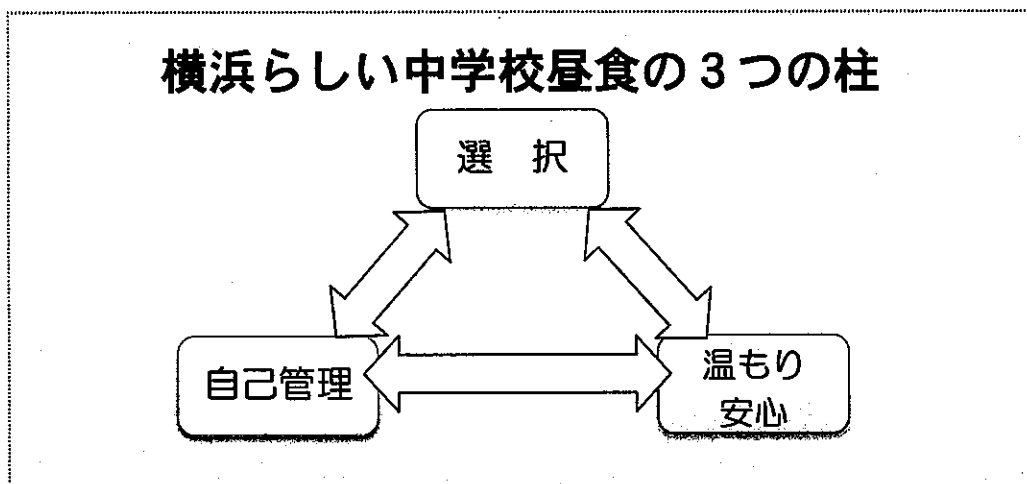 横浜らしい中学校昼食の3つの柱
選　択
自己管理
温もり
安心